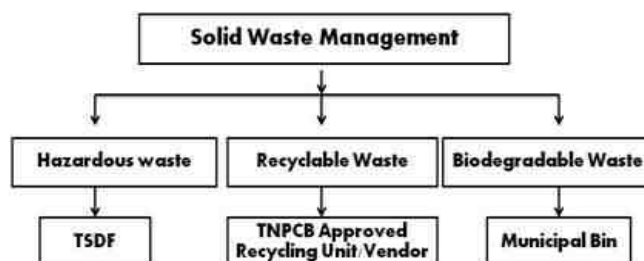 Solid Waste Management
Hazardous waste
Recyclable Waste
Biodegradable Waste
TSDF
TNPCB Approved
Recycling Unit/Vendor
Municipal Bin